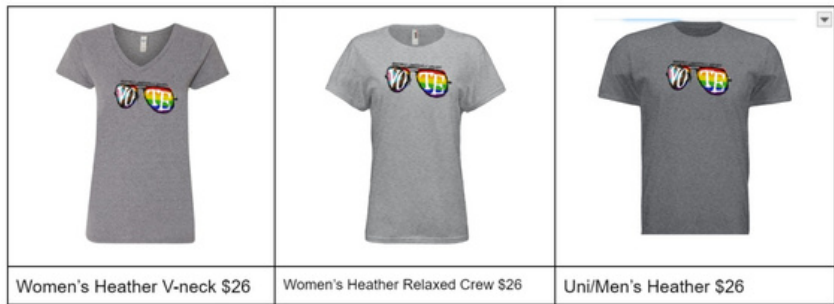 VO TE
VO TE
VO TE
Women's Heather V-neck $26
Women's Heather Relaxed Crew $26
Uni/Men's Heather $26